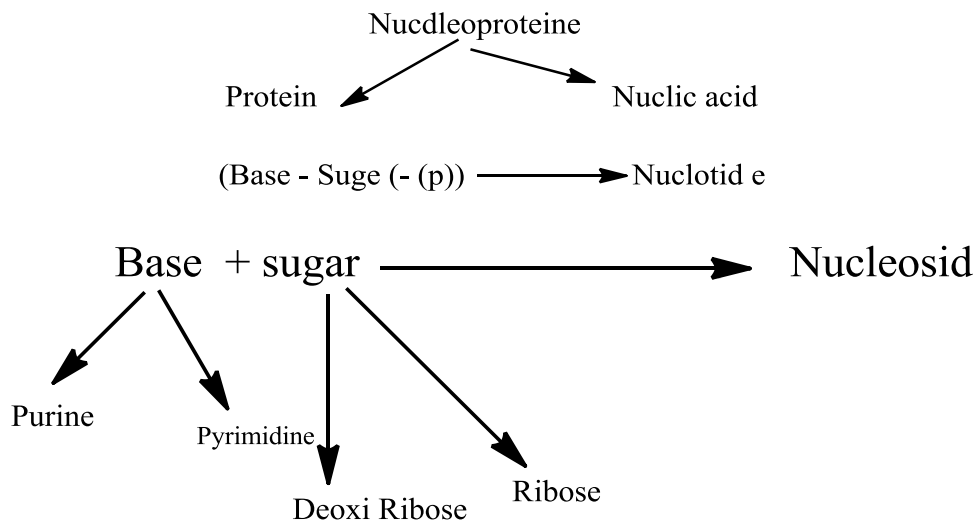 Nucdleoproteine
Protein Nuclic acid
(Base - Suge (- (p)) Nuclotid e
Base + sugar Nucleosid
Purine
Pyrimidine
Ribose
Deoxi Ribose